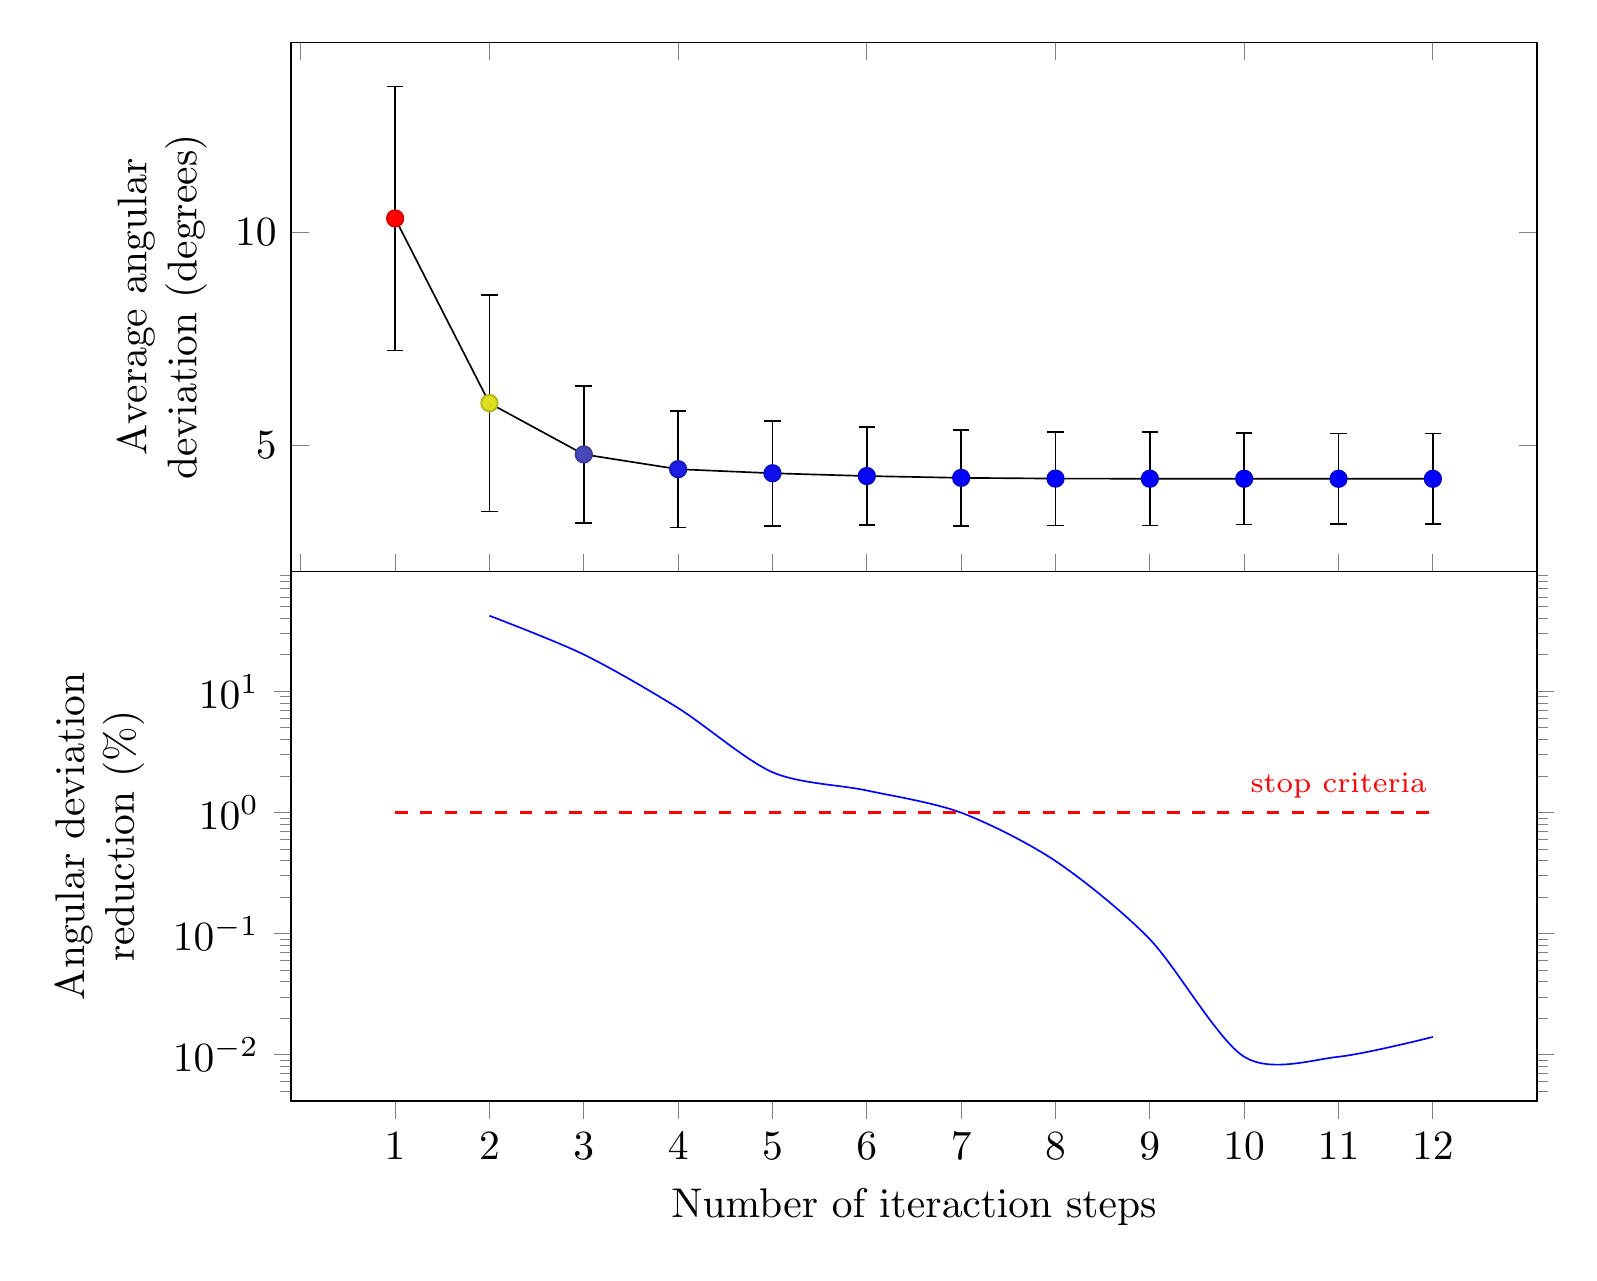 Average angular
deviation (degrees)
10
5
Angular deviation
reduction (%)
10^1
10^0
10^−1
10^−2
stop criteria
1 2 3 4 5 6 7 8 9 10 11 12
Number of iteraction steps